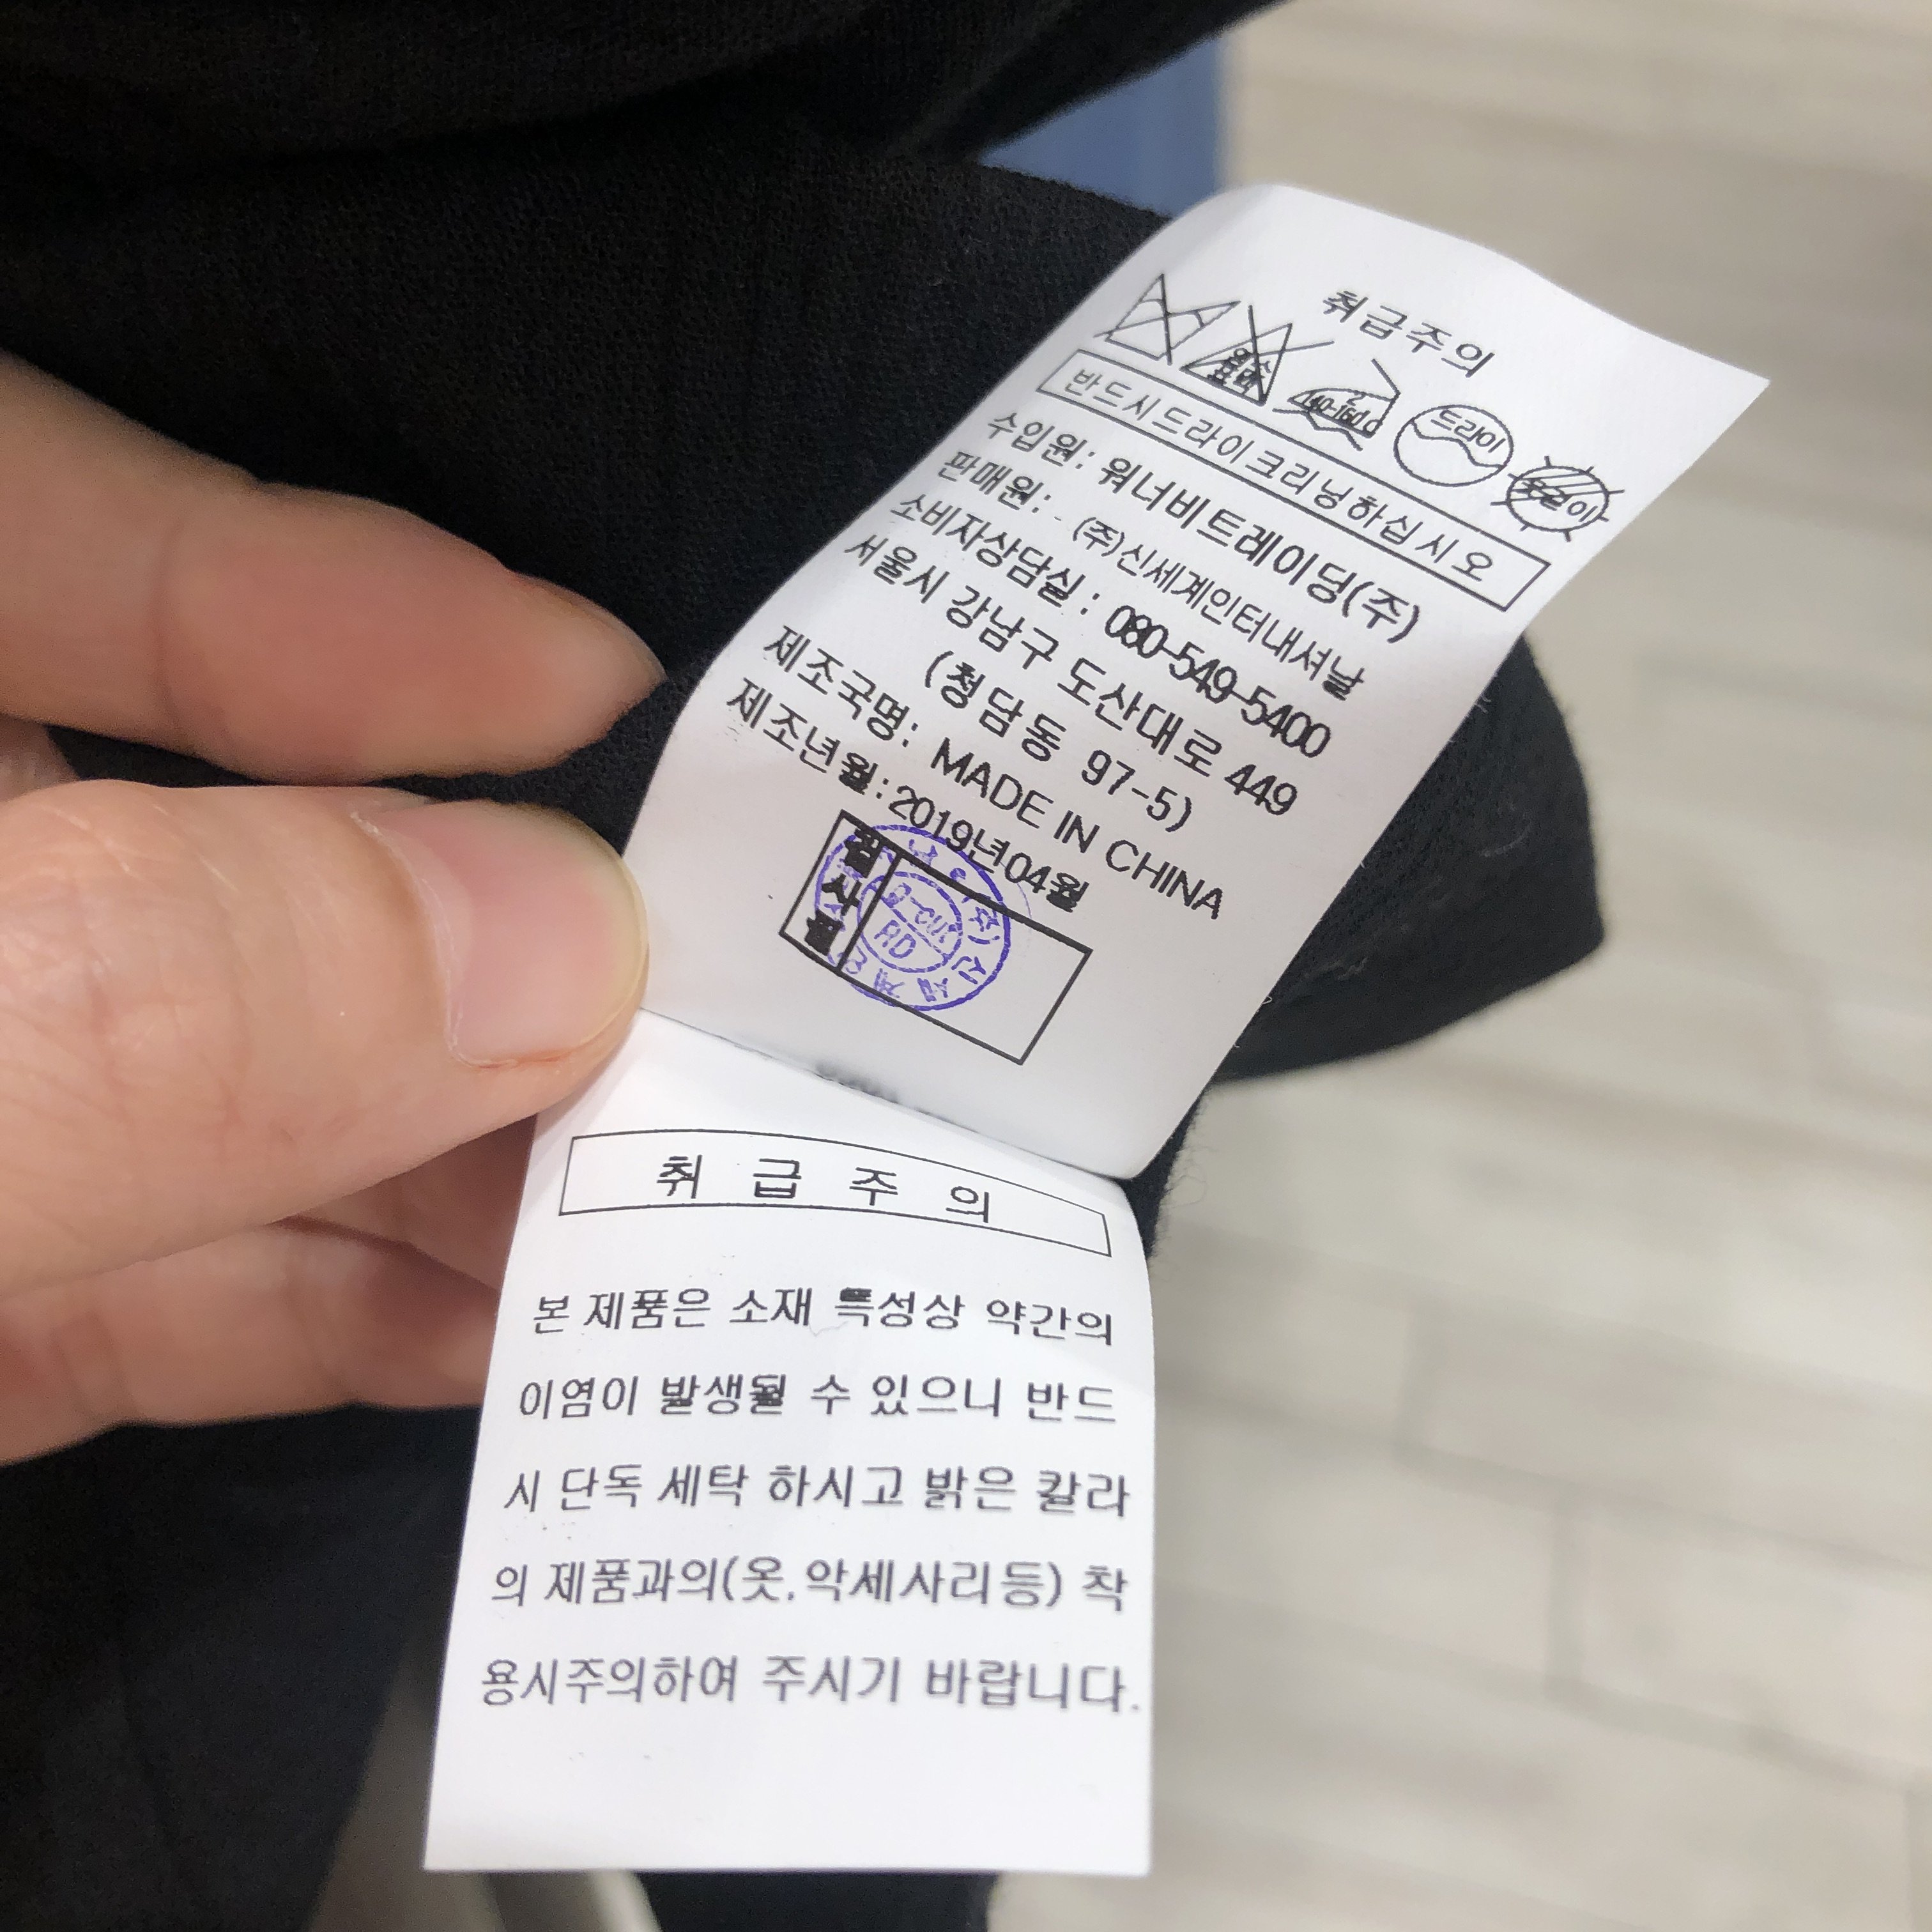 취급주의
드라이
반드시드라이크리닝하십시오
수입원: 워너비트레이딩(주)
판매원: (주)신세계인터내셔날
소비자상담실: 080-549-5400
서울시 강남구 도산대로 449
(청담동 97-5)
제조국명: MADE IN CHINA
제조년월:2019년04월
검사필
취급주의
본 제품은 소재 특성상 약간의
이염이 발생될 수 있으니 반드
시 단독 세탁 하시고 밝은 칼라
의 제품과의(옷,악세사리등) 착
용시주의하여 주시기 바랍니다.